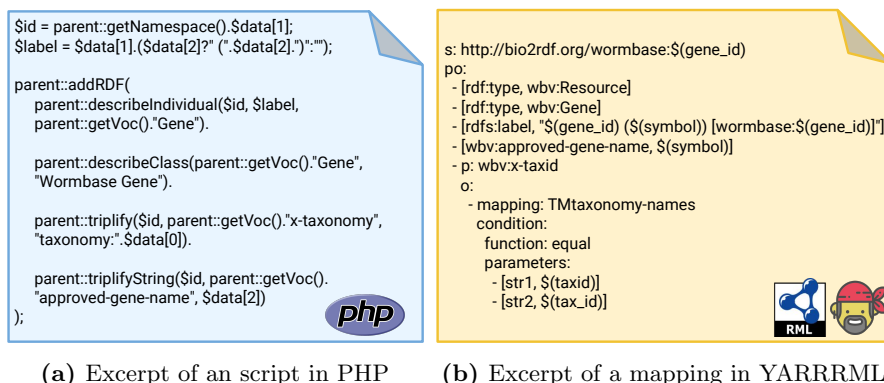 $id = parent::getNamespace().$data[1];
$label = $data[1].($data[2]?" (".$data[2].")":"");
parent::addRDF(
parent::describeIndividual($id, $label,
parent::getVoc()."Gene").
parent::describeClass(parent::getVoc()."Gene",
"Wormbase Gene").
parent::triplify($id, parent::getVoc()."x-taxonomy",
"taxonomy:".$data[0]).
parent::triplifyString($id, parent::getVoc().
"approved-gene-name", $data[2])
);
php
(a) Excerpt of an script in PHP
s: http://bio2rdf.org/wormbase:$(gene_id)
po:
- [rdf:type, wbv:Resource]
- [rdf:type, wbv:Gene]
- [rdfs:label, "$(gene_id) ($(symbol)) [wormbase:$(gene_id)]"]
- [wbv:approved-gene-name, $(symbol)]
- p: wbv:x-taxid
o:
- mapping: TMtaxonomy-names
condition:
function: equal
parameters:
- [str1, $(taxid)]
- [str2, $(tax_id)]
RML
(b) Excerpt of a mapping in YARRRML